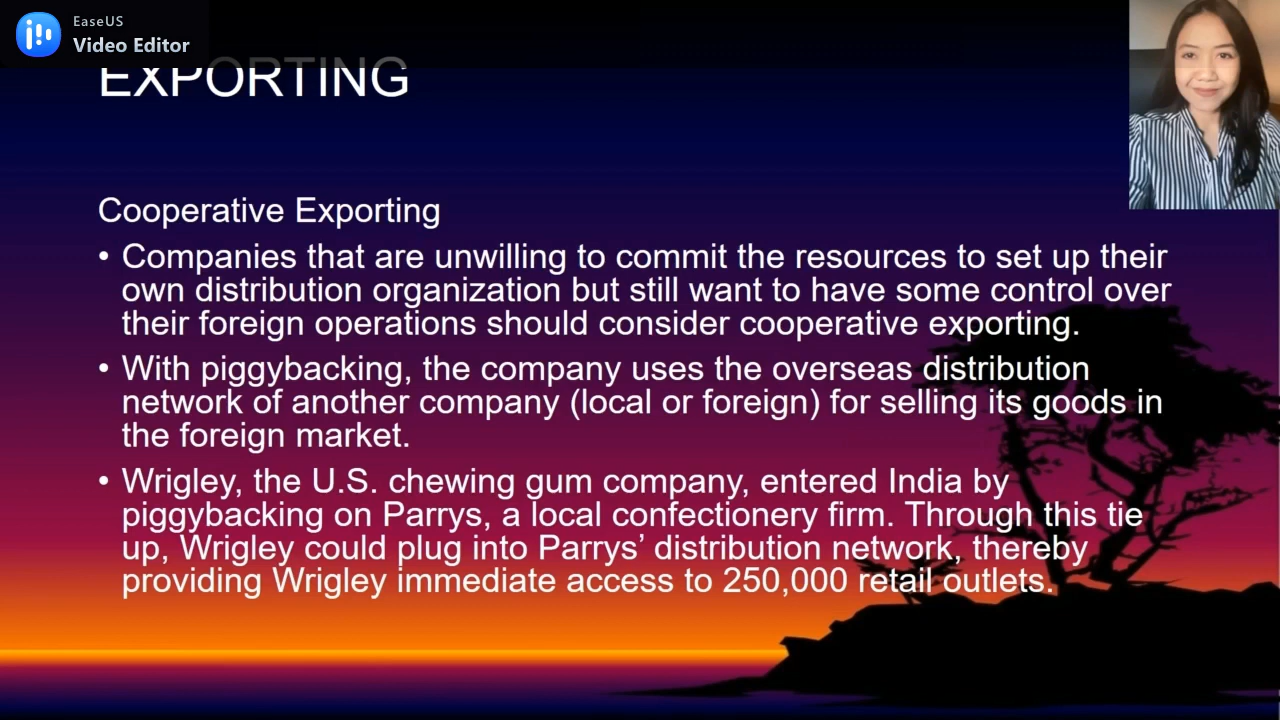 EaseUS
Video Editor
EXPORTING
Cooperative Exporting
• Companies that are unwilling to commit the resources to set up their
own distribution organization but still want to have some control over
their foreign operations should consider cooperative exporting.
• With piggybacking, the company uses the overseas distribution
network of another company (local or foreign) for selling its goods in
the foreign market.
• Wrigley, the U.S. chewing gum company, entered India by
piggybacking on Parrys, a local confectionery firm. Through this tie
up, Wrigley could plug into Parrys’ distribution network, thereby
providing Wrigley immediate access to 250,000 retail outlets.